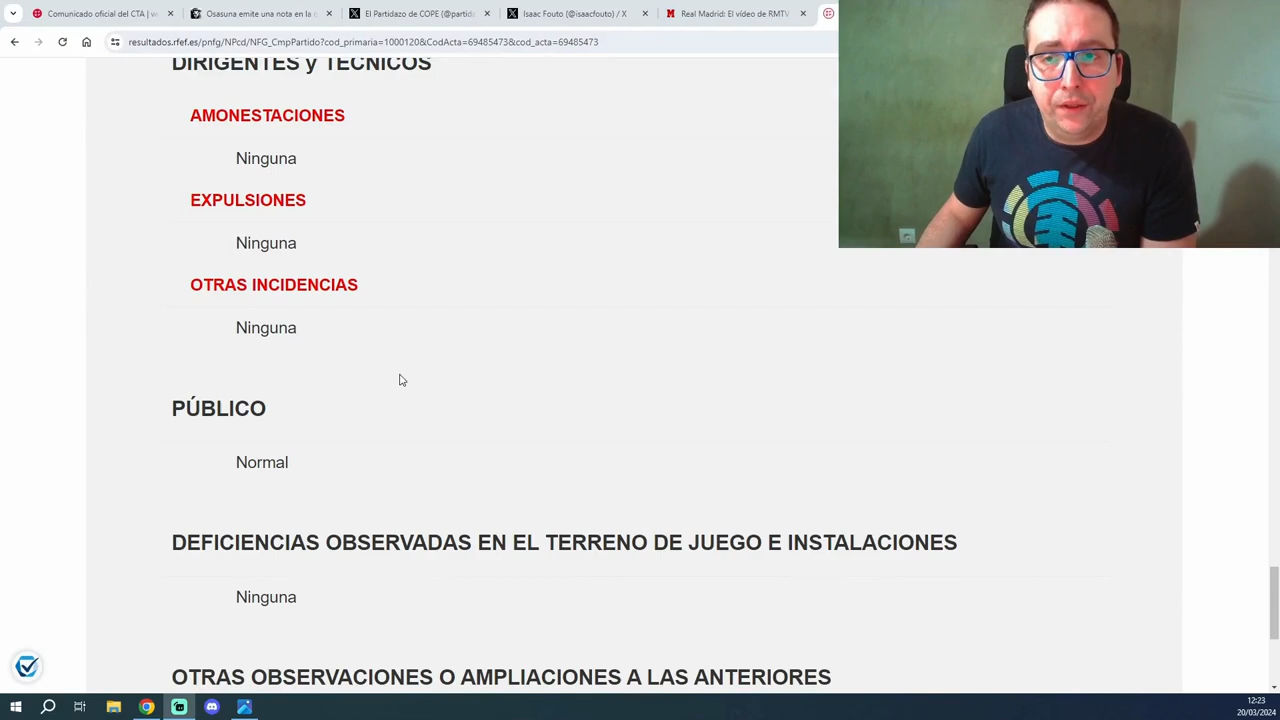 Comunicado oficial del CTA | ve
Osasuna emite una nota en la c
El Partidazo de COPE (@partid
Isaac Fouto (@isaacfouto) / X
Real Madrid: El vídeo de RMTV
resultados.rfef.es/pnfg/NPcd/NFG_CmpPartido?cod_primaria=1000120&CodActa=69485473&cod_acta=69485473
DIRIGENTES y TÉCNICOS
AMONESTACIONES
Ninguna
EXPULSIONES
Ninguna
OTRAS INCIDENCIAS
Ninguna
PÚBLICO
Normal
DEFICIENCIAS OBSERVADAS EN EL TERRENO DE JUEGO E INSTALACIONES
Ninguna
OTRAS OBSERVACIONES O AMPLIACIONES A LAS ANTERIORES
12:23
20/03/2024